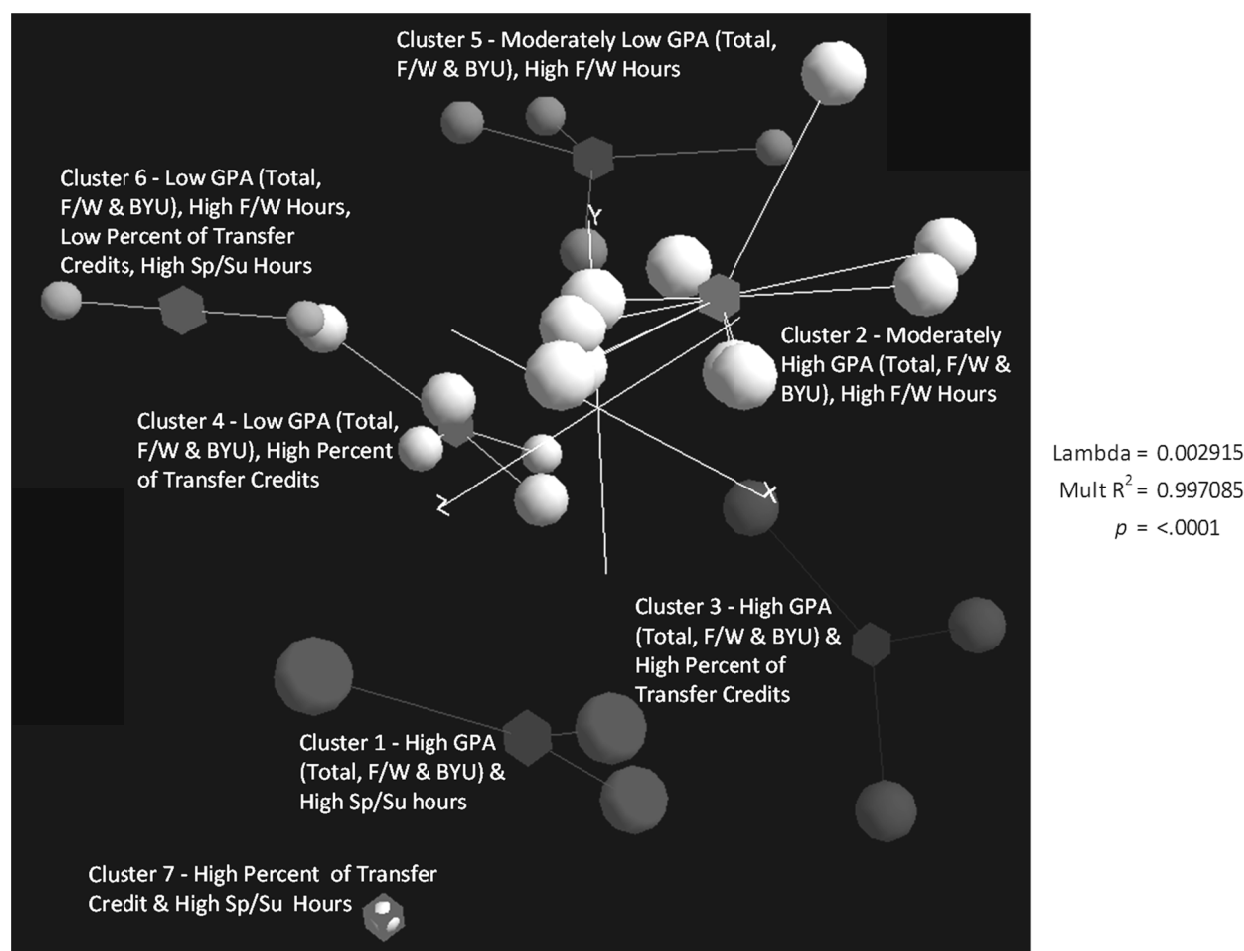 Cluster 5 - Moderately Low GPA (Total,
F/W & BYU), High F/W Hours
Cluster 6 - Low GPA (Total,
F/W & BYU), High F/W Hours,
Low Percent of Transfer
Credits, High Sp/Su Hours
Y
Cluster 2 - Moderately
High GPA (Total, F/W &
BYU), High F/W Hours
Cluster 4 - Low GPA (Total,
F/W & BYU), High Percent
of Transfer Credits
Z
X
Cluster 3 - High GPA
(Total, F/W & BYU) &
High Percent of
Transfer Credits
Cluster 1 - High GPA
(Total, F/W & BYU) &
High Sp/Su hours
Cluster 7 - High Percent of Transfer
Credit & High Sp/Su Hours
Lambda = 0.002915
Mult R² = 0.997085
p = <.0001